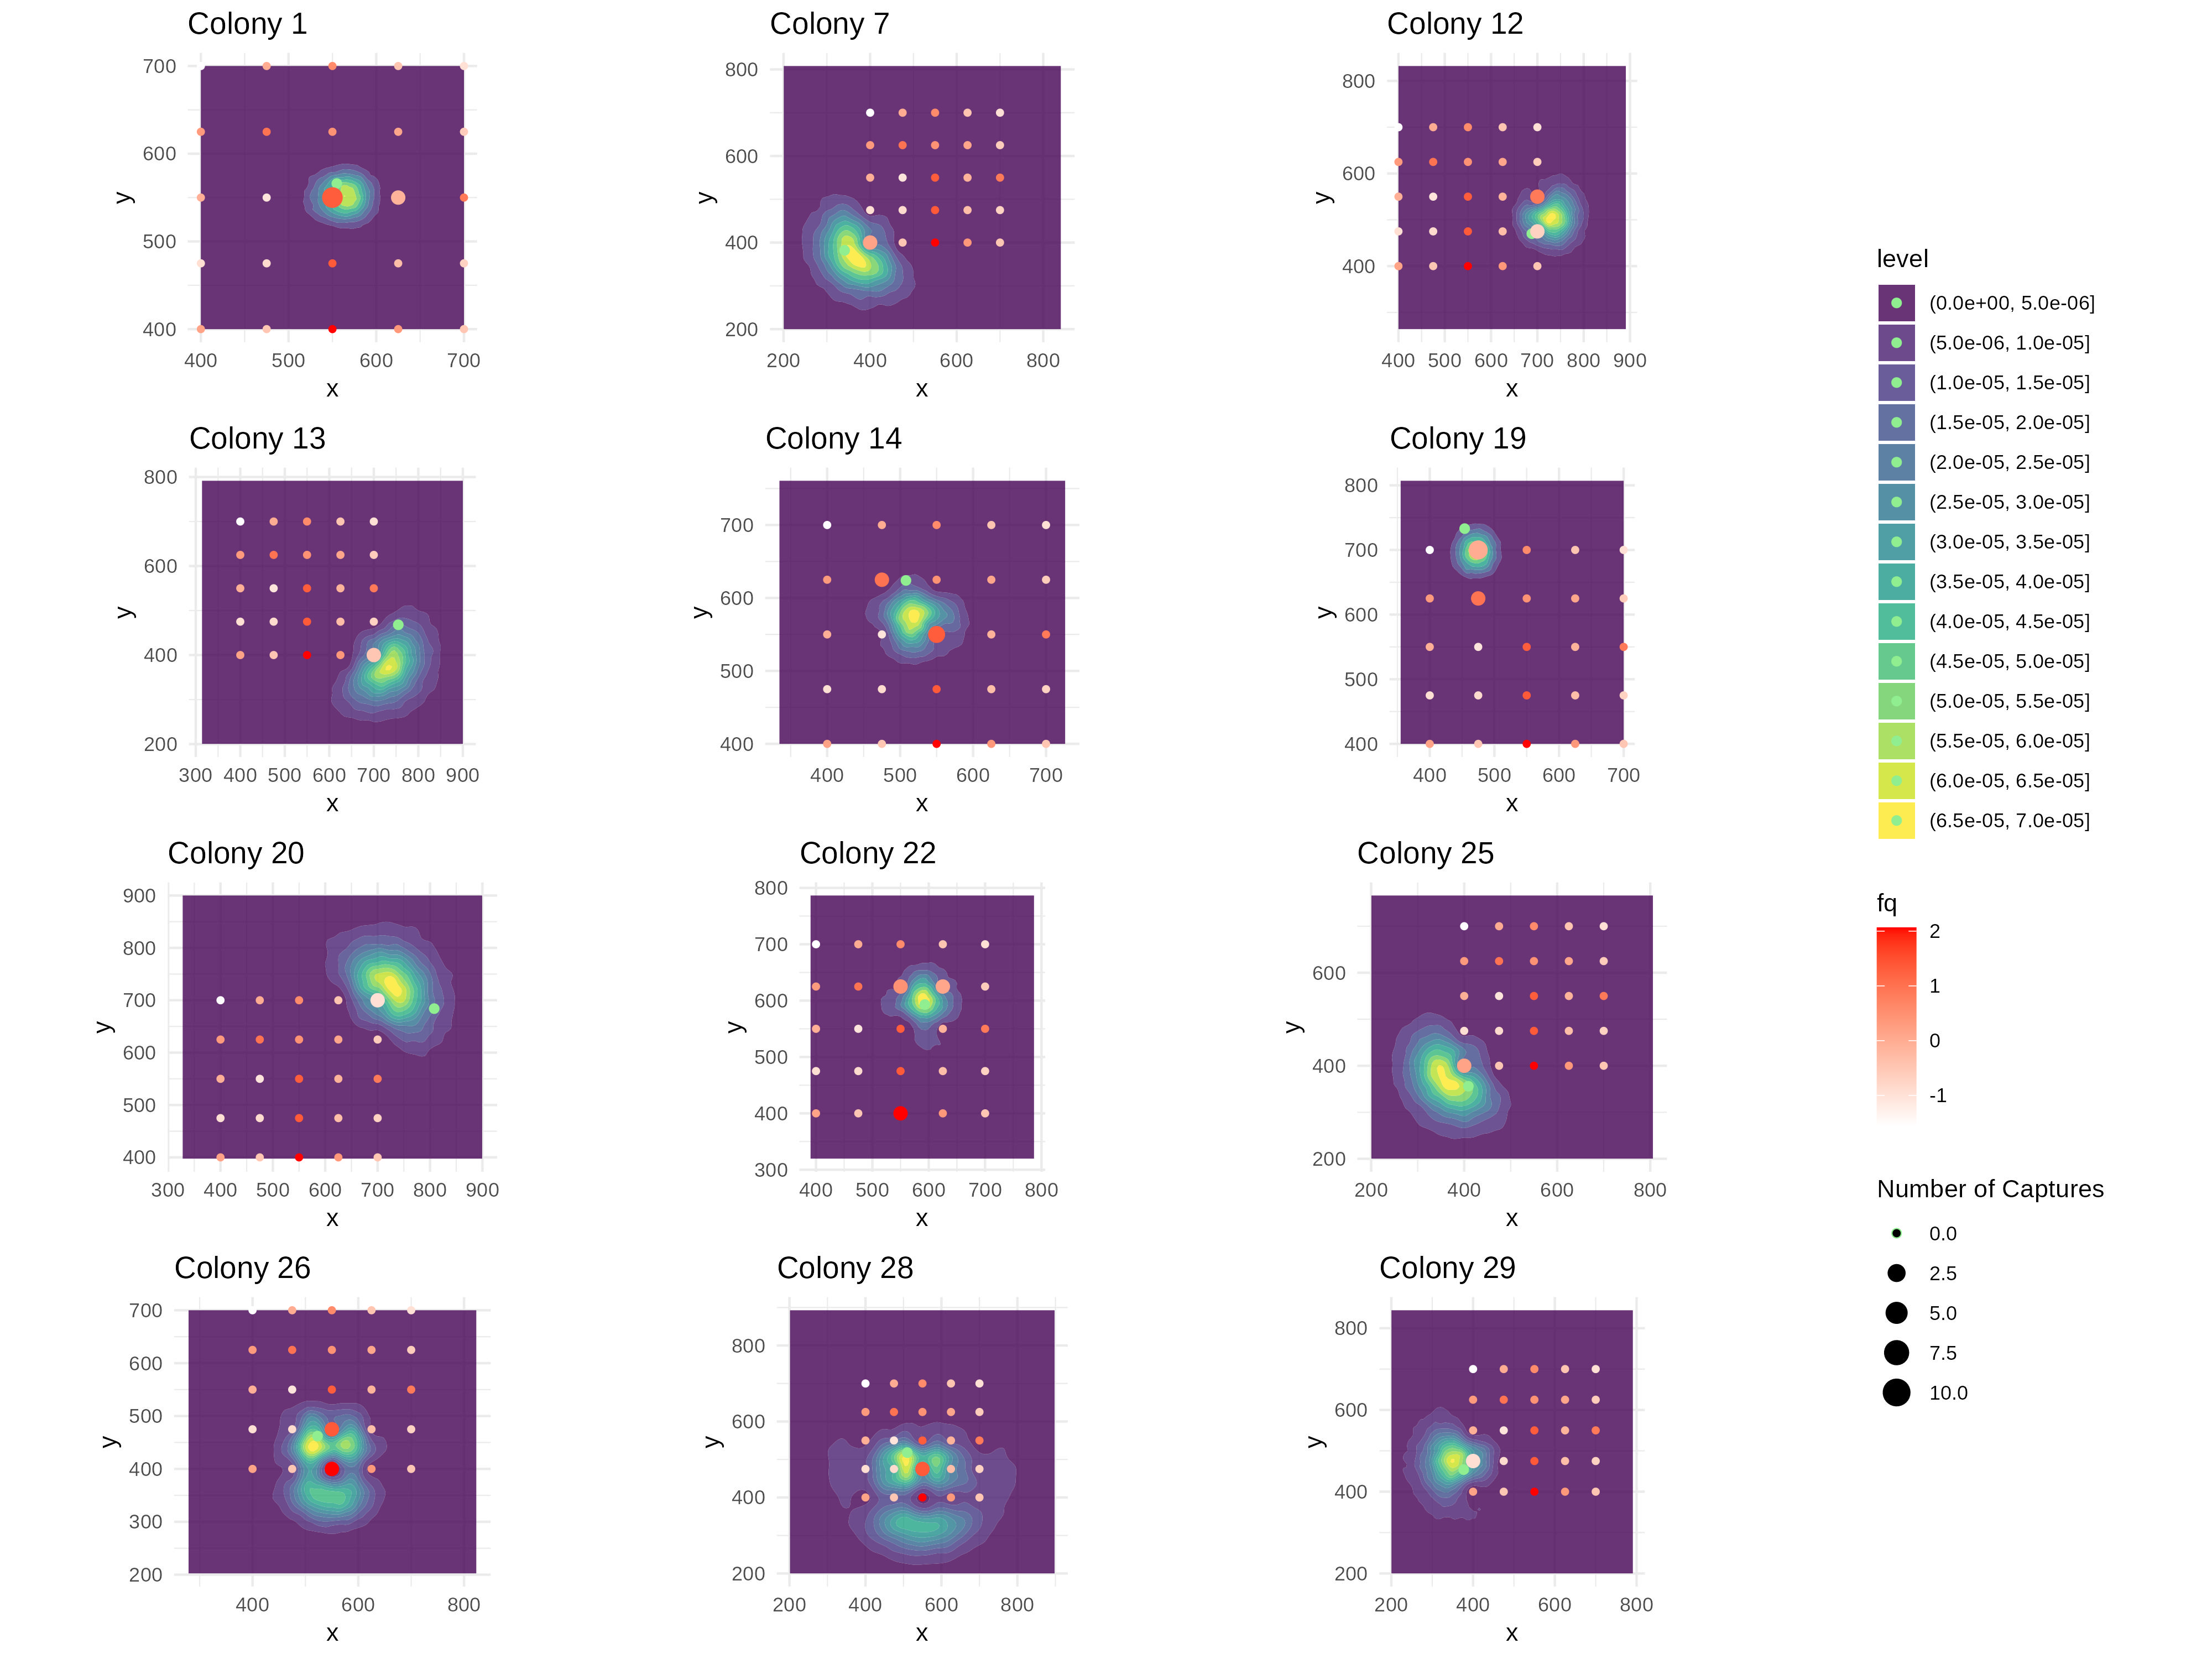 Colony 1
700
600
500
400
y
400 500 600 700
x
Colony 7
800
600
400
200
y
200 400 600 800
x
Colony 12
800
600
400
y
400 500 600 700 800 900
x
Colony 13
800
600
400
200
y
300 400 500 600 700 800 900
x
Colony 14
700
600
500
400
y
400 500 600 700
x
Colony 19
800
700
600
500
400
y
400 500 600 700
x
Colony 20
900
800
700
600
500
400
y
300 400 500 600 700 800 900
x
Colony 22
800
700
600
500
400
300
y
400 500 600 700 800
x
Colony 25
600
400
200
y
200 400 600 800
x
Colony 26
700
600
500
400
300
200
y
400 600 800
x
Colony 28
800
600
400
200
y
200 400 600 800
x
Colony 29
800
600
400
200
y
200 400 600 800
x
level
(0.0e+00, 5.0e-06]
(5.0e-06, 1.0e-05]
(1.0e-05, 1.5e-05]
(1.5e-05, 2.0e-05]
(2.0e-05, 2.5e-05]
(2.5e-05, 3.0e-05]
(3.0e-05, 3.5e-05]
(3.5e-05, 4.0e-05]
(4.0e-05, 4.5e-05]
(4.5e-05, 5.0e-05]
(5.0e-05, 5.5e-05]
(5.5e-05, 6.0e-05]
(6.0e-05, 6.5e-05]
(6.5e-05, 7.0e-05]
fq
2
1
0
-1
Number of Captures
0.0
2.5
5.0
7.5
10.0